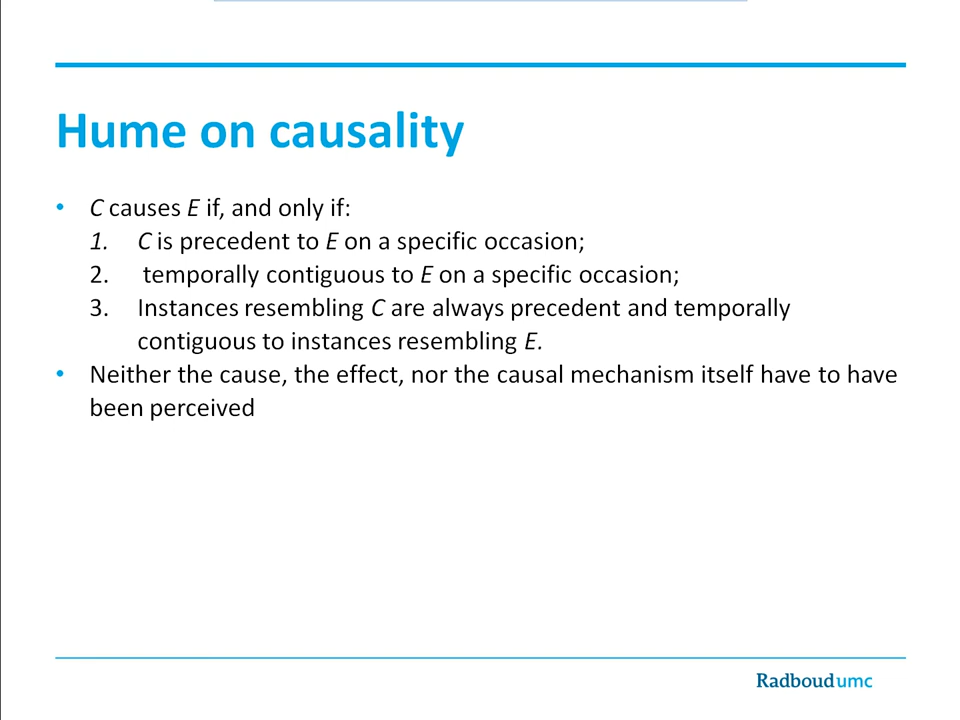 Hume on causality
• C causes E if, and only if:
1. C is precedent to E on a specific occasion;
2. temporally contiguous to E on a specific occasion;
3. Instances resembling C are always precedent and temporally
contiguous to instances resembling E.
• Neither the cause, the effect, nor the causal mechanism itself have to have
been perceived
Radboudumc